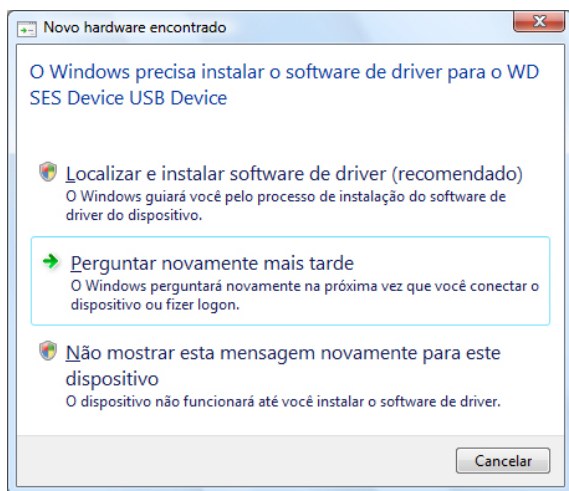 Novo hardware encontrado
O Windows precisa instalar o software de driver para o WD
SES Device USB Device
Localizar e instalar software de driver (recomendado)
O Windows guiará você pelo processo de instalação do software de
driver do dispositivo.
Perguntar novamente mais tarde
O Windows perguntará novamente na próxima vez que você conectar o
dispositivo ou fizer logon.
Não mostrar esta mensagem novamente para este
dispositivo
O dispositivo não funcionará até você instalar o software de driver.
Cancelar